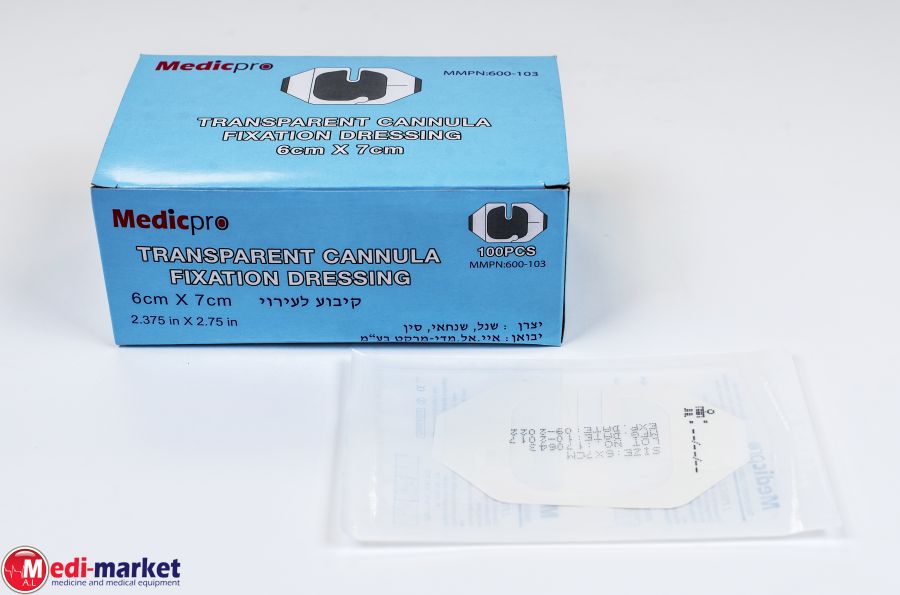 Medicpro
MMPN:600-103
TRANSPARENT CANNULA
FIXATION DRESSING
6cm X 7cm
Medicpro
100PCS
MMPN:600-103
TRANSPARENT CANNULA
FIXATION DRESSING
6cm X 7cm קיבוע לעירוי
2.375 in X 2.75 in
יצרן : שנל, שנחאי, סין
יבואן: איי.אל.מדי-מרקט בע"מ
Medicpro
Medi-market
A.L
medicine and medical equipment